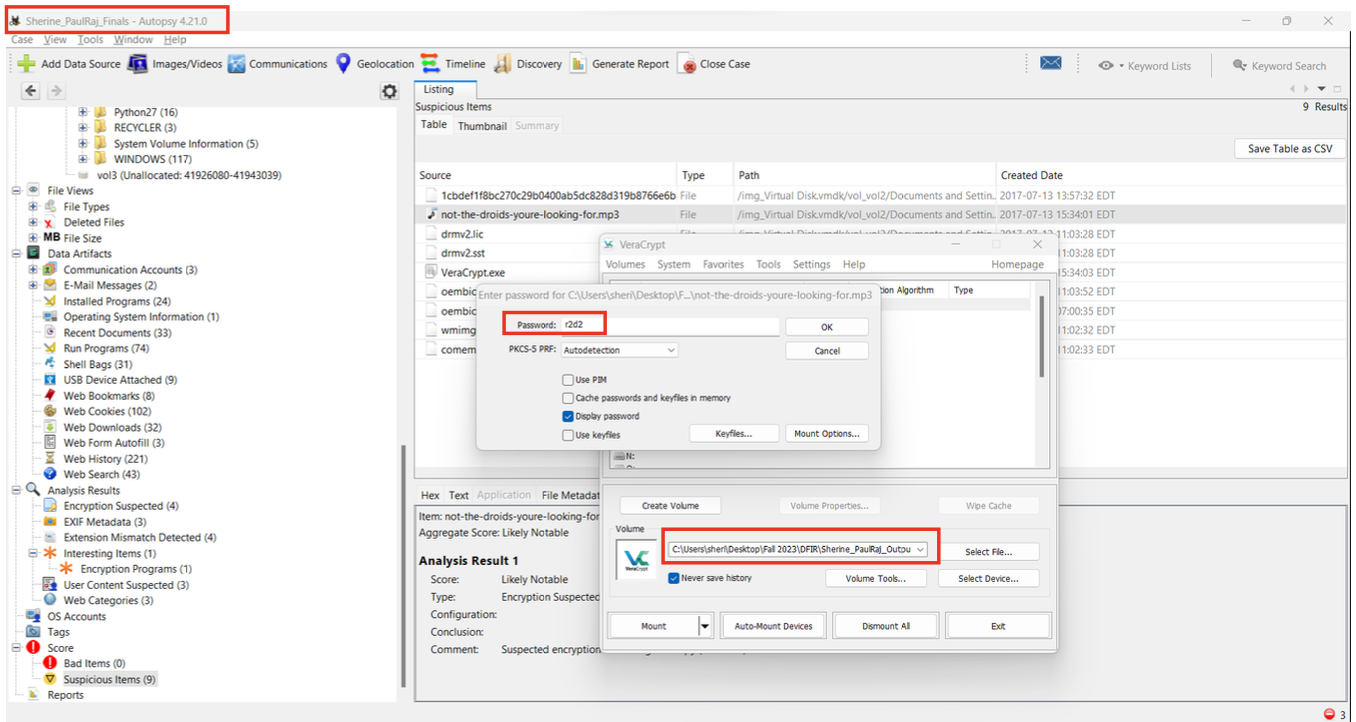 Sherine_PaulRaj_Finals - Autopsy 4.21.0
Case View Tools Window Help
Add Data Source Images/Videos Communications Geolocation Timeline Discovery Generate Report Close Case Keyword Lists Keyword Search
Python27 (16)
RECYCLER (3)
System Volume Information (5)
WINDOWS (117)
vol3 (Unallocated: 41926080-41943039)
File Views
File Types
Deleted Files
MB File Size
Data Artifacts
Communication Accounts (3)
E-Mail Messages (2)
Installed Programs (24)
Operating System Information (1)
Recent Documents (33)
Run Programs (74)
Shell Bags (31)
USB Device Attached (9)
Web Bookmarks (8)
Web Cookies (102)
Web Downloads (32)
Web Form Autofill (3)
Web History (221)
Web Search (43)
Analysis Results
Encryption Suspected (4)
EXIF Metadata (3)
Extension Mismatch Detected (4)
Interesting Items (1)
Encryption Programs (1)
User Content Suspected (3)
Web Categories (3)
OS Accounts
Tags
Score
Bad Items (0)
Suspicious Items (9)
Reports
Listing
Suspicious Items 9 Results
Table Thumbnail Summary
Save Table as CSV
Source Type Path Created Date
1cbdef1f8bc270c29b0400ab5dc828d319b8766e6b File /img_Virtual Disk.vmdk/vol_vol2/Documents and Settin... 2017-07-13 13:57:32 EDT
not-the-droids-youre-looking-for.mp3 File /img_Virtual Disk.vmdk/vol_vol2/Documents and Settin... 2017-07-13 15:34:01 EDT
drmv2.lic 11:03:28 EDT
drmv2.sst 11:03:28 EDT
VeraCrypt.exe 15:34:03 EDT
oembio 11:03:52 EDT
oembio 07:00:35 EDT
wmimg 11:02:32 EDT
comem 11:02:33 EDT
VeraCrypt
Volumes System Favorites Tools Settings Help Homepage
tion Algorithm Type
Enter password for C:\Users\sheri\Desktop\F...\not-the-droids-youre-looking-for.mp3
Password: r2d2 OK
PKCS-5 PRF: Autodetection Cancel
Use PIM
Cache passwords and keyfiles in memory
Display password
Use keyfiles Keyfiles... Mount Options...
N:
Create Volume Volume Properties... Wipe Cache
Volume
VeraCrypt
C:\Users\sheri\Desktop\Fall 2023\DFIR\Sherine_PaulRaj_Outpu Select File...
Never save history Volume Tools... Select Device...
Mount Auto-Mount Devices Dismount All Exit
Hex Text Application File Metadat
Item: not-the-droids-youre-looking-for
Aggregate Score: Likely Notable
Analysis Result 1
Score: Likely Notable
Type: Encryption Suspected
Configuration:
Conclusion:
Comment: Suspected encryption
3